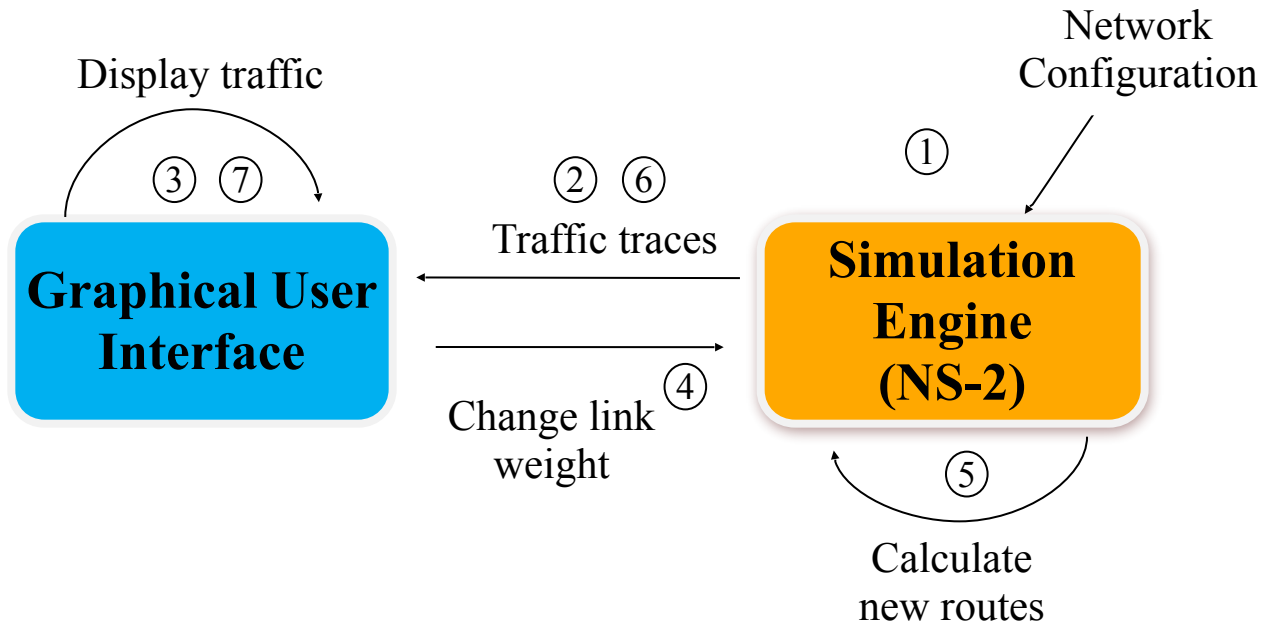 Network
Configuration
Display traffic
①
③ ⑦
② ⑥
Traffic traces
Graphical User
Interface
Simulation
Engine
(NS-2)
④
Change link
weight
⑤
Calculate
new routes